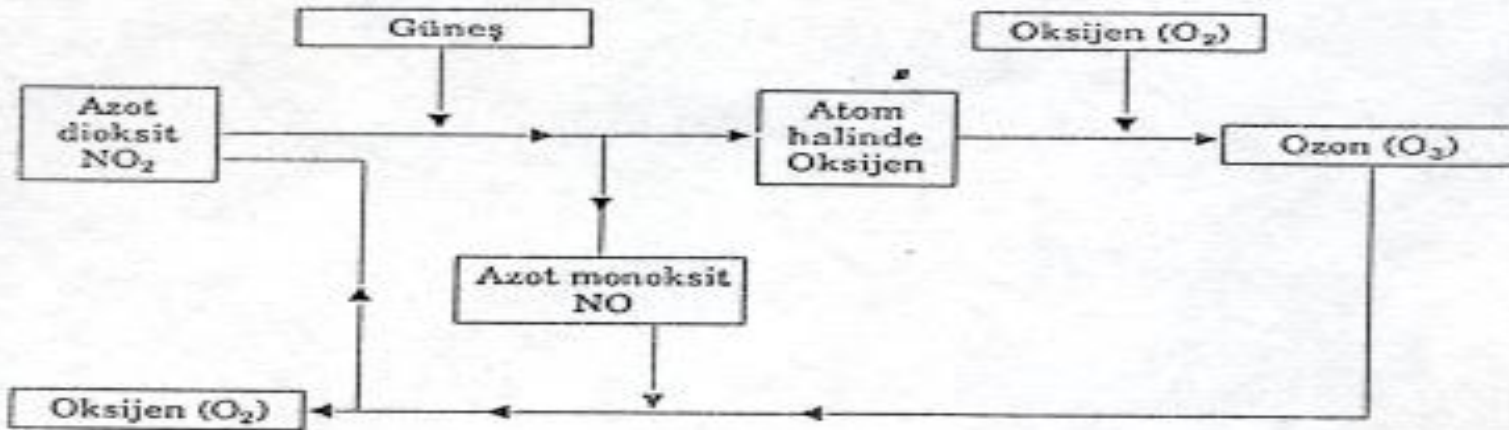 Güneş
Oksijen (O₂)
Azot
dioksit
NO₂
Atom
halinde
Oksijen
Ozon (O₃)
Azot monoksit
NO
Oksijen (O₂)